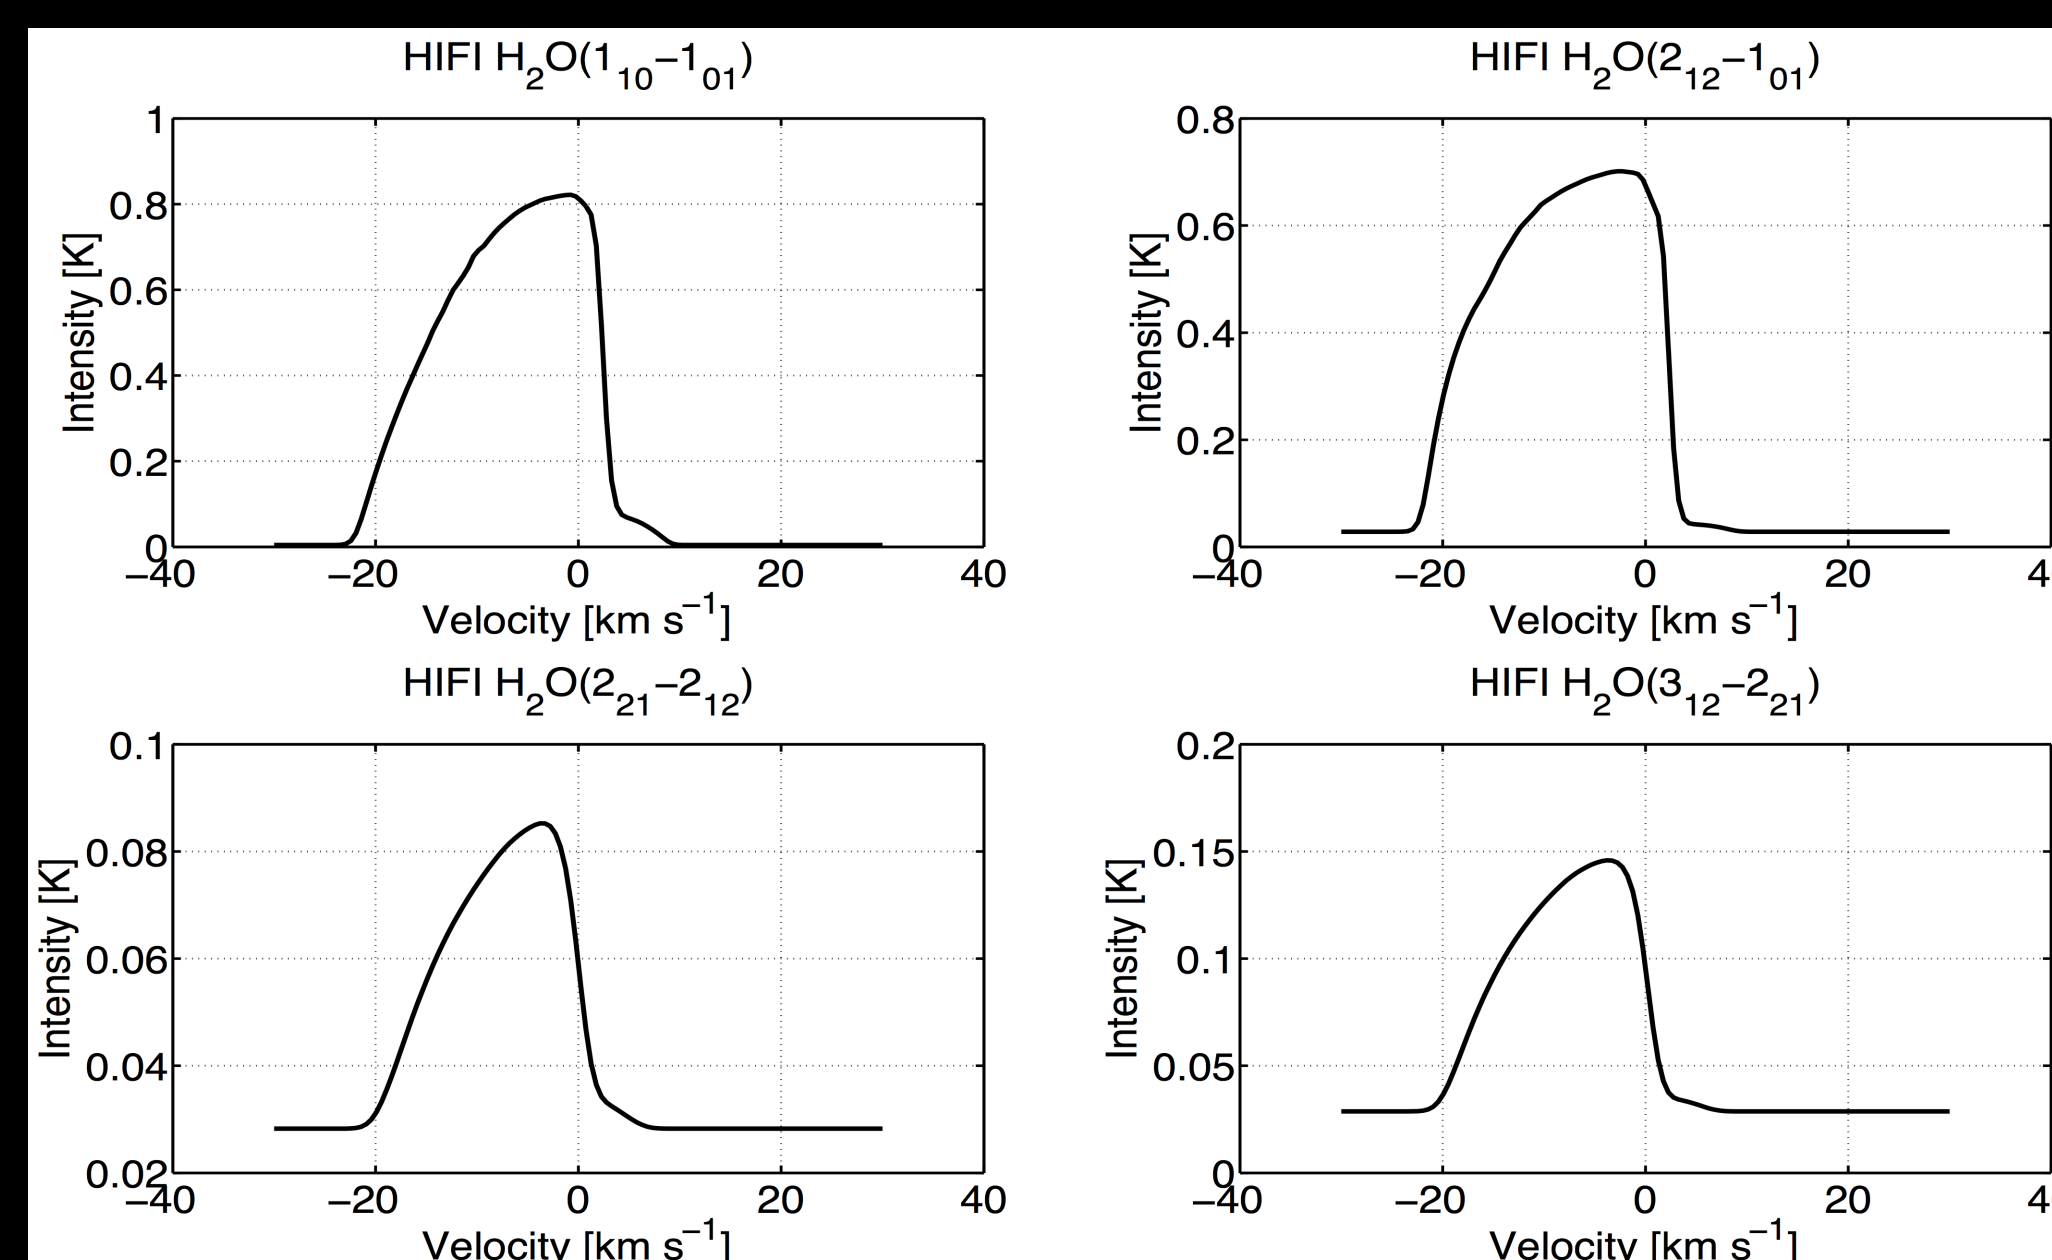 HIFI H₂O(1₁₀−1₀₁)
1
0.8
0.6
0.4
0.2
0
Intensity [K]
−40 −20 0 20 40
Velocity [km s⁻¹]
HIFI H₂O(2₁₂−1₀₁)
0.8
0.6
0.4
0.2
0
Intensity [K]
−40 −20 0 20 4
Velocity [km s⁻¹]
HIFI H₂O(2₂₁−2₁₂)
0.1
0.08
0.06
0.04
0.02
Intensity [K]
−40 −20 0 20 40
Velocity [km s⁻¹]
HIFI H₂O(3₁₂−2₂₁)
0.2
0.15
0.1
0.05
0
Intensity [K]
−40 −20 0 20 4
Velocity [km s⁻¹]